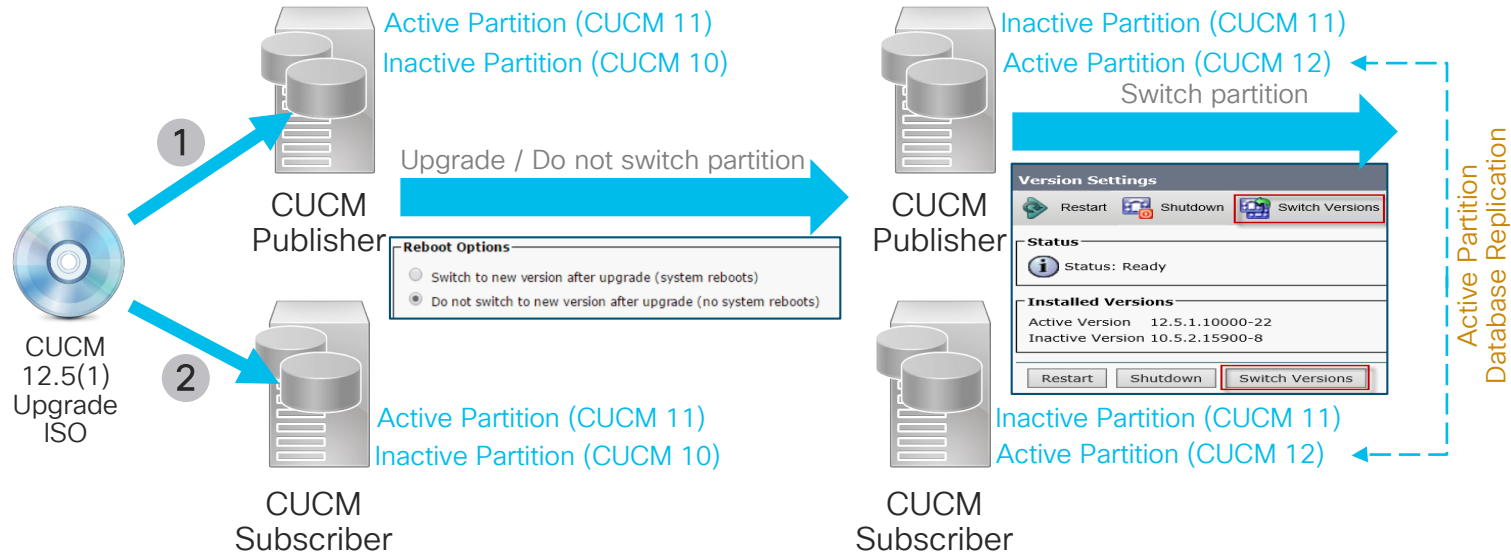 Active Partition (CUCM 11)
Inactive Partition (CUCM 10)
1
CUCM
Publisher
CUCM
12.5(1)
Upgrade
ISO
2
Active Partition (CUCM 11)
Inactive Partition (CUCM 10)
CUCM
Subscriber
Upgrade / Do not switch partition
Reboot Options
Switch to new version after upgrade (system reboots)
Do not switch to new version after upgrade (no system reboots)
Inactive Partition (CUCM 11)
Active Partition (CUCM 12)
Switch partition
CUCM
Publisher
Version Settings
Restart Shutdown Switch Versions
Status
Status: Ready
Installed Versions
Active Version 12.5.1.10000-22
Inactive Version 10.5.2.15900-8
Restart Shutdown Switch Versions
Inactive Partition (CUCM 11)
Active Partition (CUCM 12)
CUCM
Subscriber
Active Partition
Database Replication